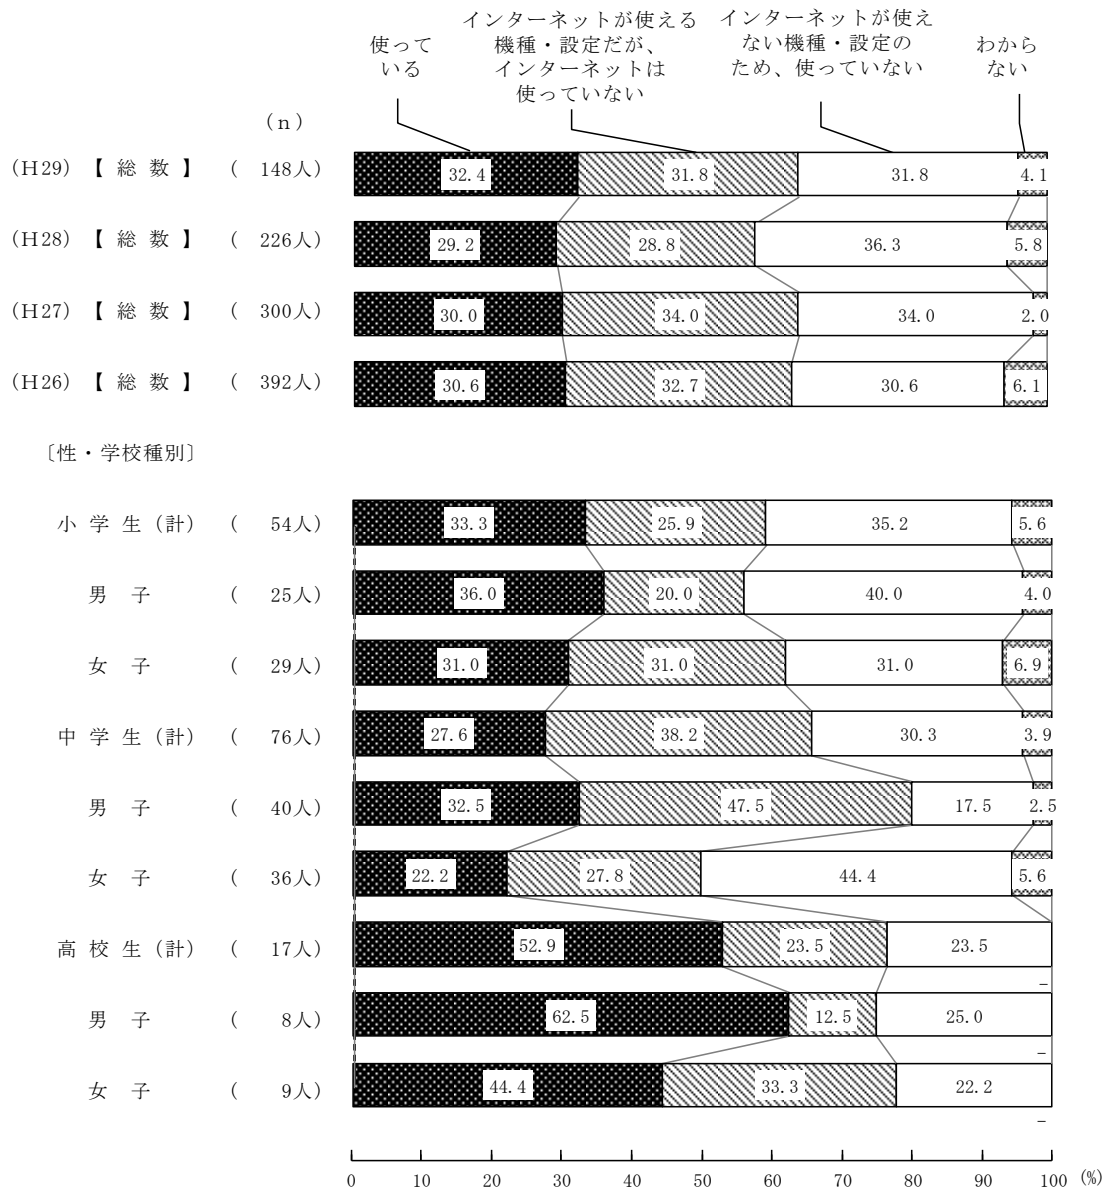 使って
いる
インターネットが使える
機種・設定だが、
インターネットは
使っていない
インターネットが使え
ない機種・設定の
ため、使っていない
わから
ない
(n)
(H29)【 総 数 】 ( 148人) 32.4 31.8 31.8 4.1
(H28)【 総 数 】 ( 226人) 29.2 28.8 36.3 5.8
(H27)【 総 数 】 ( 300人) 30.0 34.0 34.0 2.0
(H26)【 総 数 】 ( 392人) 30.6 32.7 30.6 6.1
〔性・学校種別〕
小 学 生(計) ( 54人) 33.3 25.9 35.2 5.6
男 子 ( 25人) 36.0 20.0 40.0 4.0
女 子 ( 29人) 31.0 31.0 31.0 6.9
中 学 生(計) ( 76人) 27.6 38.2 30.3 3.9
男 子 ( 40人) 32.5 47.5 17.5 2.5
女 子 ( 36人) 22.2 27.8 44.4 5.6
高 校 生(計) ( 17人) 52.9 23.5 23.5 -
男 子 ( 8人) 62.5 12.5 25.0 -
女 子 ( 9人) 44.4 33.3 22.2 -
0 10 20 30 40 50 60 70 80 90 100 (%)